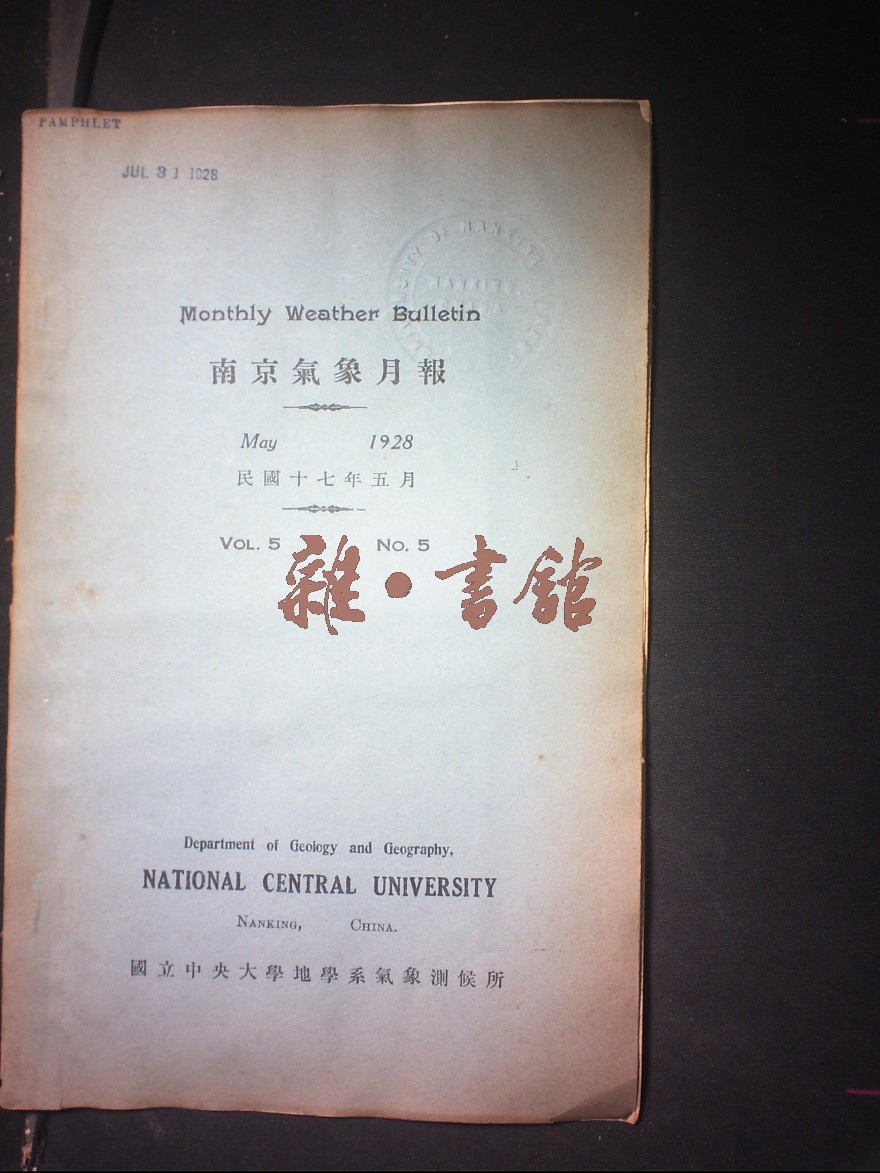 PAMPHLET
JUL 31 1928
Monthly Weather Bulletin
南京氣象月報
May 1928
民國十七年五月
VOL. 5 No. 5
雜•書館
Department of Geology and Geography,
NATIONAL CENTRAL UNIVERSITY
NANKING, CHINA.
國立中央大學地學系氣象測候所